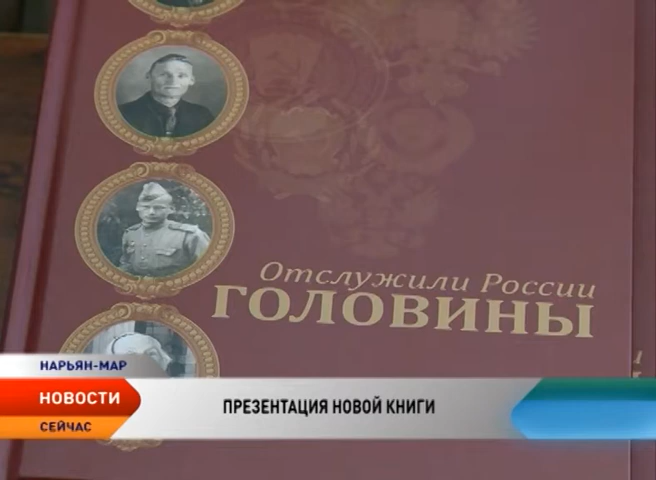 Отслужили России
ГОЛОВИНЫ
НАРЬЯН-МАР
НОВОСТИ
ПРЕЗЕНТАЦИЯ НОВОЙ КНИГИ
СЕЙЧАС